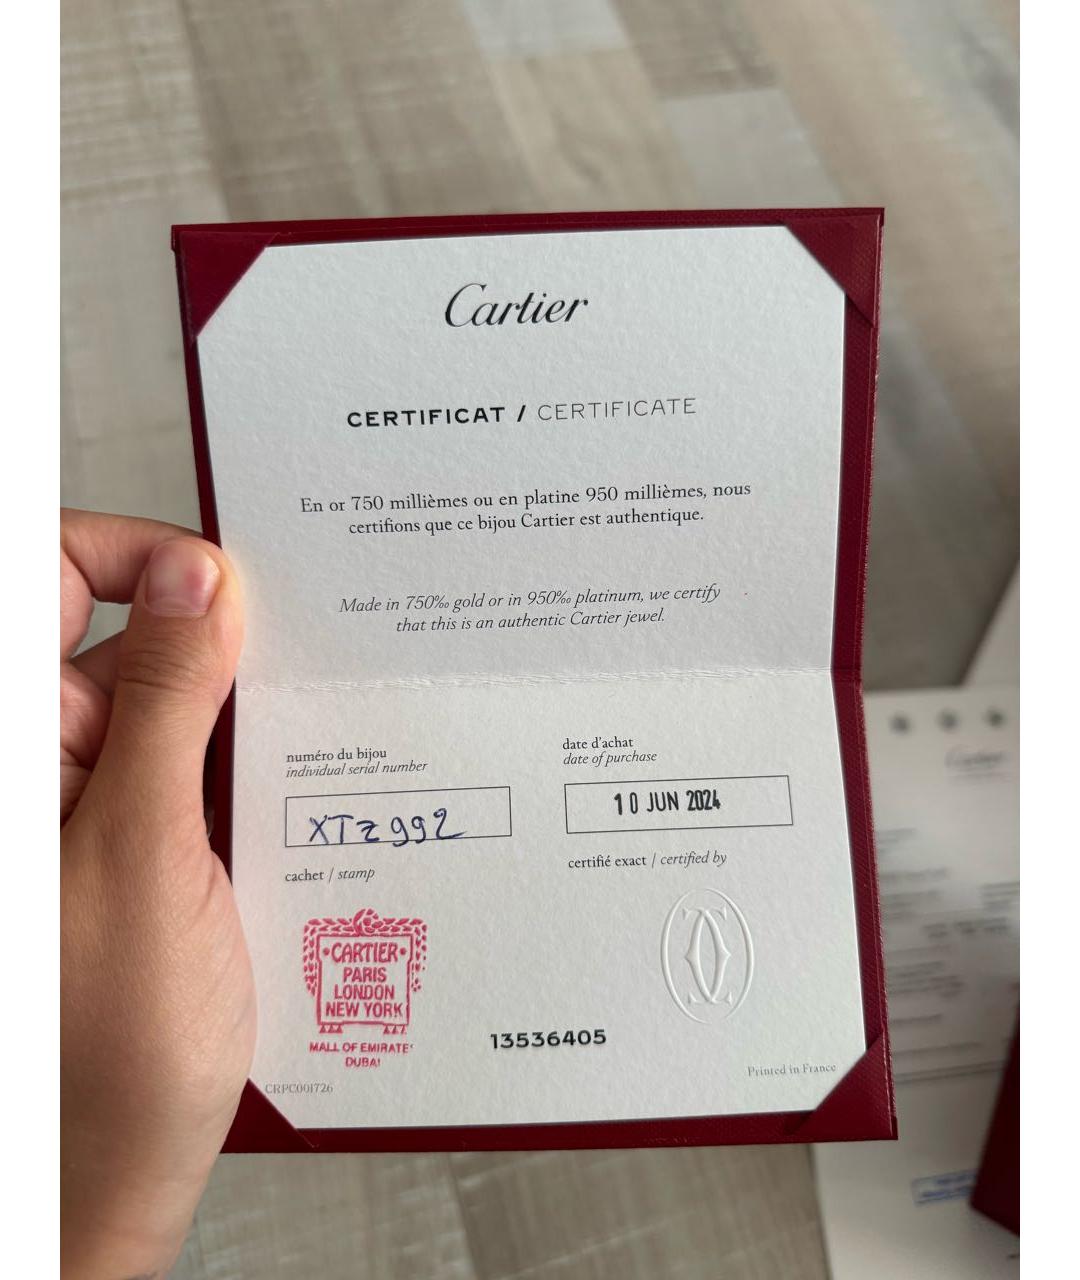 Cartier
CERTIFICAT / CERTIFICATE
En or 750 millièmes ou en platine 950 millièmes, nous
certifions que ce bijou Cartier est authentique.
Made in 750‰ gold or in 950‰ platinum, we certify
that this is an authentic Cartier jewel.
numéro du bijou
individual serial number
XTZ992
date d'achat
date of purchase
10 JUN 2024
cachet / stamp
certifié exact / certified by
·CARTIER·
PARIS
LONDON
NEW YORK
MALL OF EMIRATES
DUBAI
13536405
CRPC001726
Printed in France
Cartier